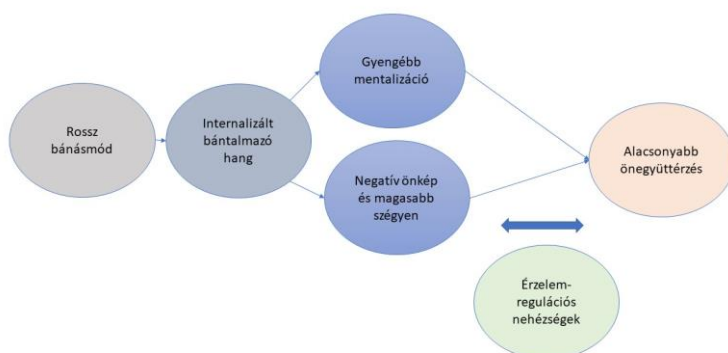 Rossz
bánásmód
Internalizált
bántalmazó
hang
Gyengébb
mentalizáció
Negatív önkép
és magasabb
szégyen
Alacsonyabb
önegyüttérzés
Érzelem-
regulációs
nehézségek